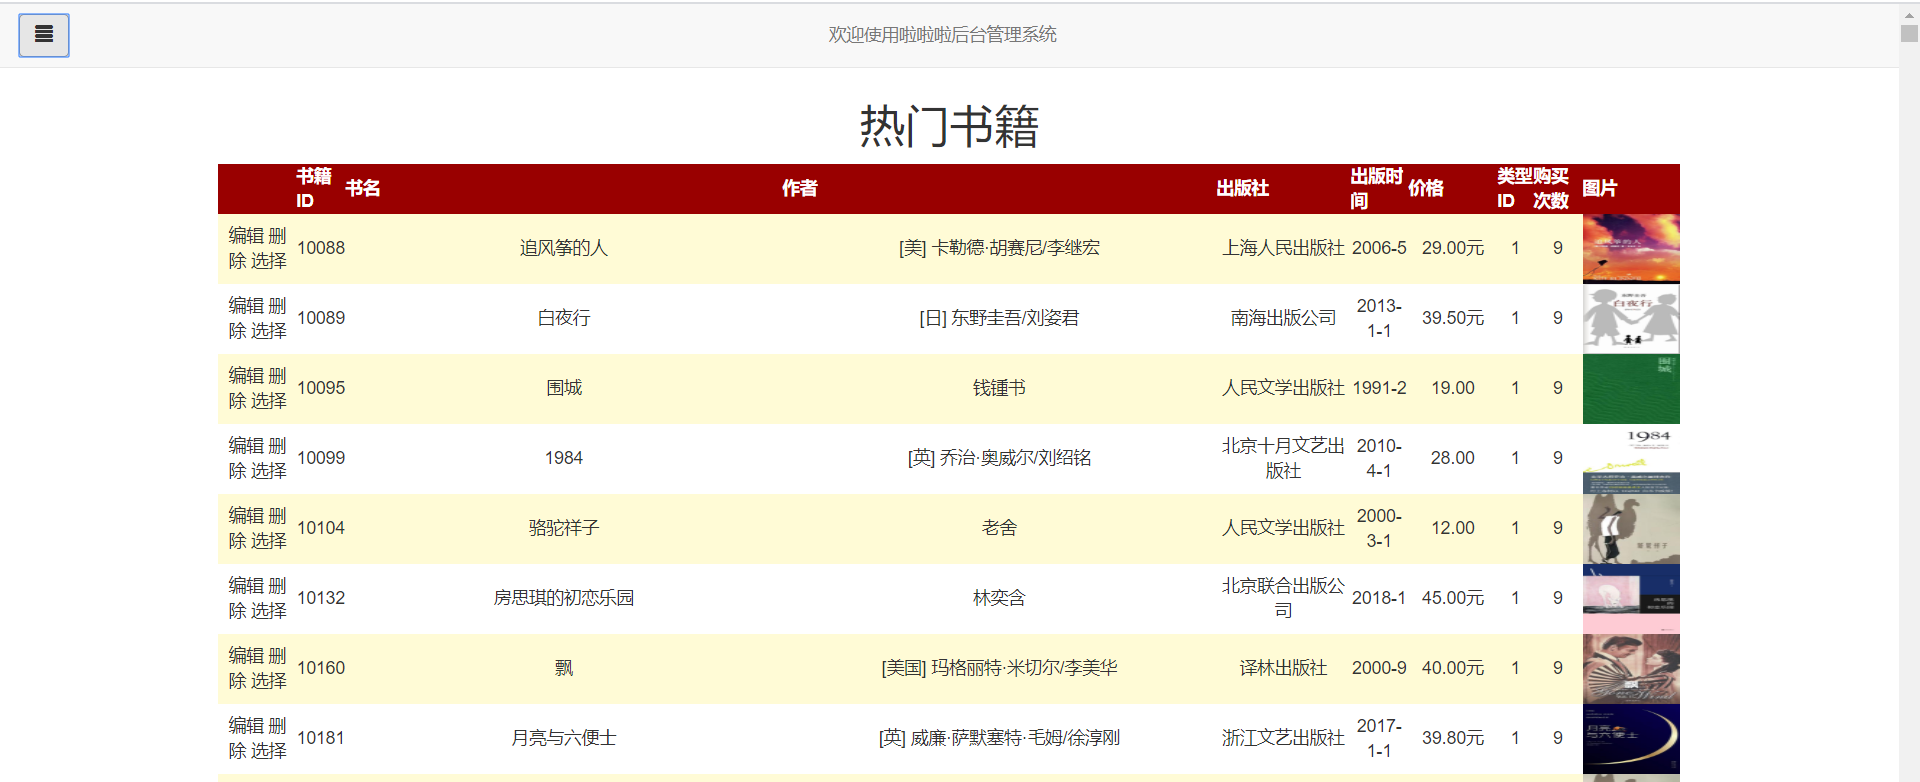 欢迎使用啦啦啦后台管理系统
热门书籍
书籍ID 书名 作者 出版社 出版时间 价格 类型ID 购买次数 图片
编辑 删除 选择 10088 追风筝的人 [美] 卡勒德·胡赛尼/李继宏 上海人民出版社 2006-5 29.00元 1 9
追风筝的人
编辑 删除 选择 10089 白夜行 [日] 东野圭吾/刘姿君 南海出版公司 2013-1-1 39.50元 1 9
白夜行
编辑 删除 选择 10095 围城 钱锺书 人民文学出版社 1991-2 19.00 1 9
围城
编辑 删除 选择 10099 1984 [英] 乔治·奥威尔/刘绍铭 北京十月文艺出版社 2010-4-1 28.00 1 9
1984
编辑 删除 选择 10104 骆驼祥子 老舍 人民文学出版社 2000-3-1 12.00 1 9
编辑 删除 选择 10132 房思琪的初恋乐园 林奕含 北京联合出版公司 2018-1 45.00元 1 9
编辑 删除 选择 10160 飘 [美国] 玛格丽特·米切尔/李美华 译林出版社 2000-9 40.00元 1 9
飘
编辑 删除 选择 10181 月亮与六便士 [英] 威廉·萨默塞特·毛姆/徐淳刚 浙江文艺出版社 2017-1-1 39.80元 1 9
月亮与六便士